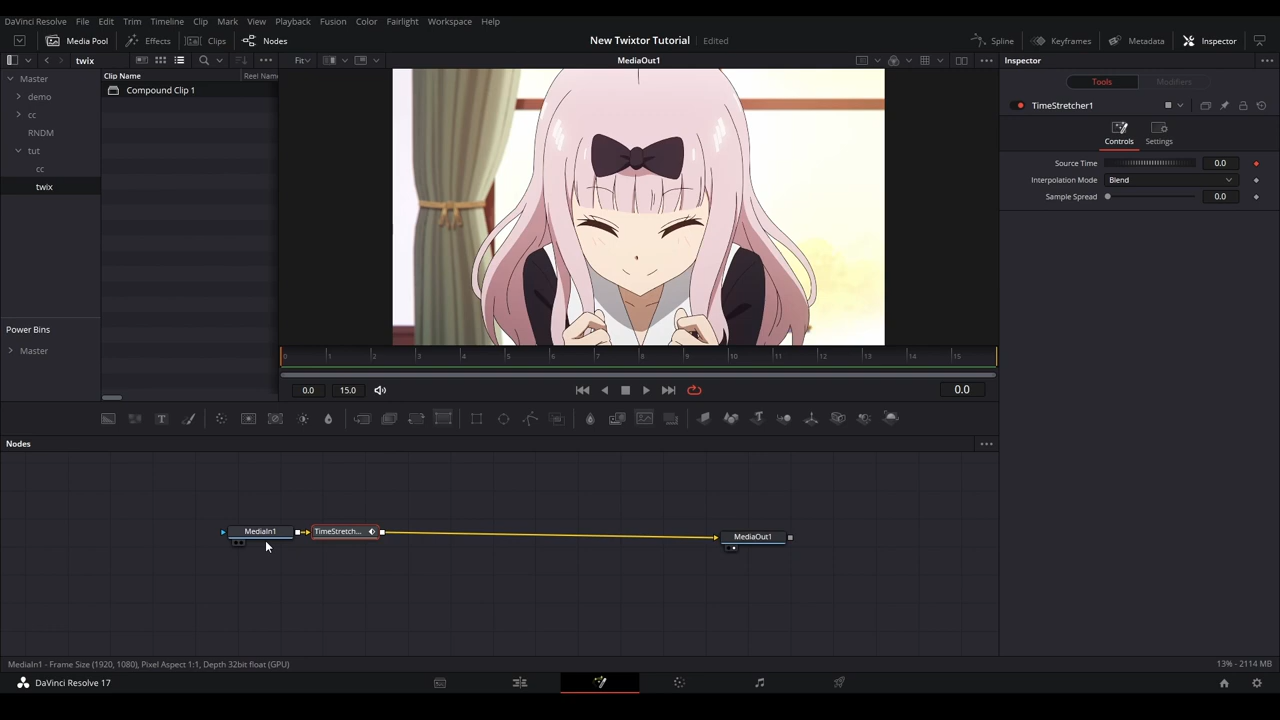 DaVinci Resolve File Edit Trim Timeline Clip Mark View Playback Fusion Color Fairlight Workspace Help
Media Pool Effects Clips Nodes New Twixtor Tutorial Edited Spline Keyframes Metadata Inspector
twix Fit MediaOut1 Inspector
Master Clip Name Reel Name
Tools Modifiers
demo Compound Clip 1
TimeStretcher1
cc
RNDM
Controls Settings
tut
Source Time 0.0
cc
Interpolation Mode Blend
twix
Sample Spread 0.0
Power Bins
Master
0 1 2 3 4 5 6 7 8 9 10 11 12 13 14 15
0.0 15.0 0.0
Nodes
MediaIn1 TimeStretch... MediaOut1
MediaIn1 - Frame Size (1920, 1080), Pixel Aspect 1:1, Depth 32bit float (GPU) 13% - 2114 MB
DaVinci Resolve 17